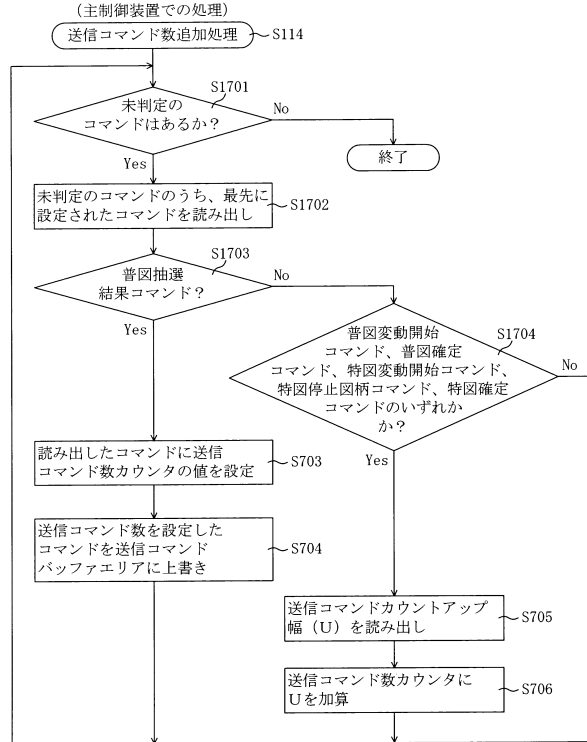 (主制御装置での処理)
送信コマンド数追加処理
S114
S1701
未判定の
コマンドはあるか?
No
Yes
終了
未判定のコマンドのうち、最先に
設定されたコマンドを読み出し
S1702
S1703
普図抽選
結果コマンド?
No
Yes
S1704
普図変動開始
コマンド、普図確定
コマンド、特図変動開始コマンド、
特図停止図柄コマンド、特図確定
コマンドのいずれか
か?
No
Yes
読み出したコマンドに送信
コマンド数カウンタの値を設定
S703
送信コマンド数を設定した
コマンドを送信コマンド
バッファエリアに上書き
S704
送信コマンドカウントアップ
幅(U)を読み出し
S705
送信コマンド数カウンタに
Uを加算
S706